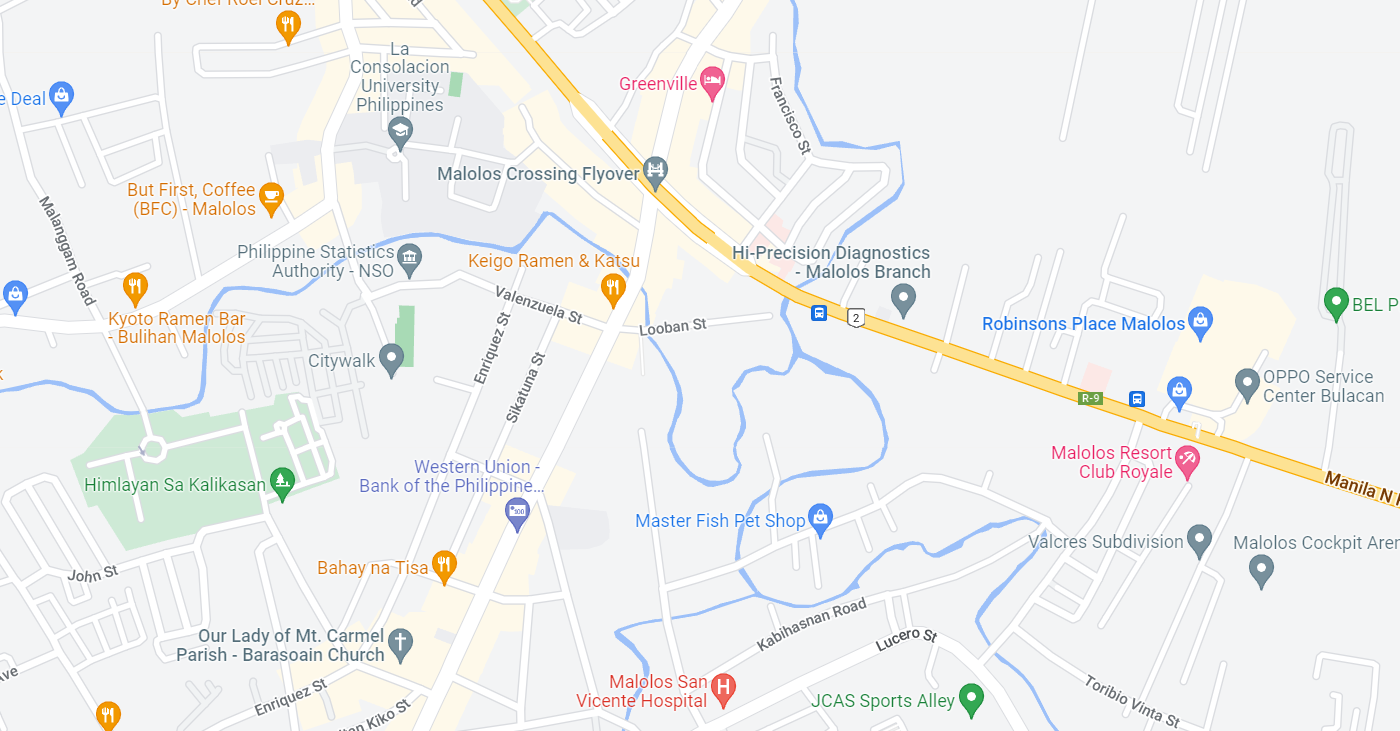 By Chef Roel Cruz...
La
Consolacion
University
Philippines
Greenville
e Deal
Francisco St
Malolos Crossing Flyover
But First, Coffee
(BFC) - Malolos
Malanggam Road
Philippine Statistics
Authority - NSO
Keigo Ramen & Katsu
Hi-Precision Diagnostics
- Malolos Branch
Valenzuela St
Kyoto Ramen Bar
- Bulihan Malolos
Looban St
2
Robinsons Place Malolos
BEL P
Enriquez St
Citywalk
k
Sikatuna St
OPPO Service
Center Bulacan
R-9
Malolos Resort
Club Royale
Western Union -
Bank of the Philippine...
Himlayan Sa Kalikasan
Manila N R
Master Fish Pet Shop
Valcres Subdivision
Malolos Cockpit Aren
John St
Bahay na Tisa
Kabihasnan Road
Our Lady of Mt. Carmel
Parish - Barasoain Church
Lucero St
Ave
Malolos San
Vicente Hospital
JCAS Sports Alley
Enriquez St
Toribio Vinta St
ltan Kiko St